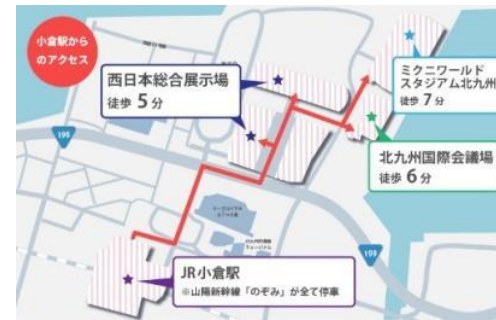 小倉駅から
のアクセス
西日本総合展示場
徒歩 5 分
ミクニワールド
スタジアム北九州
徒歩 7 分
北九州国際会議場
徒歩 6 分
199
199
JR小倉駅
※山陽新幹線「のぞみ」が全て停車